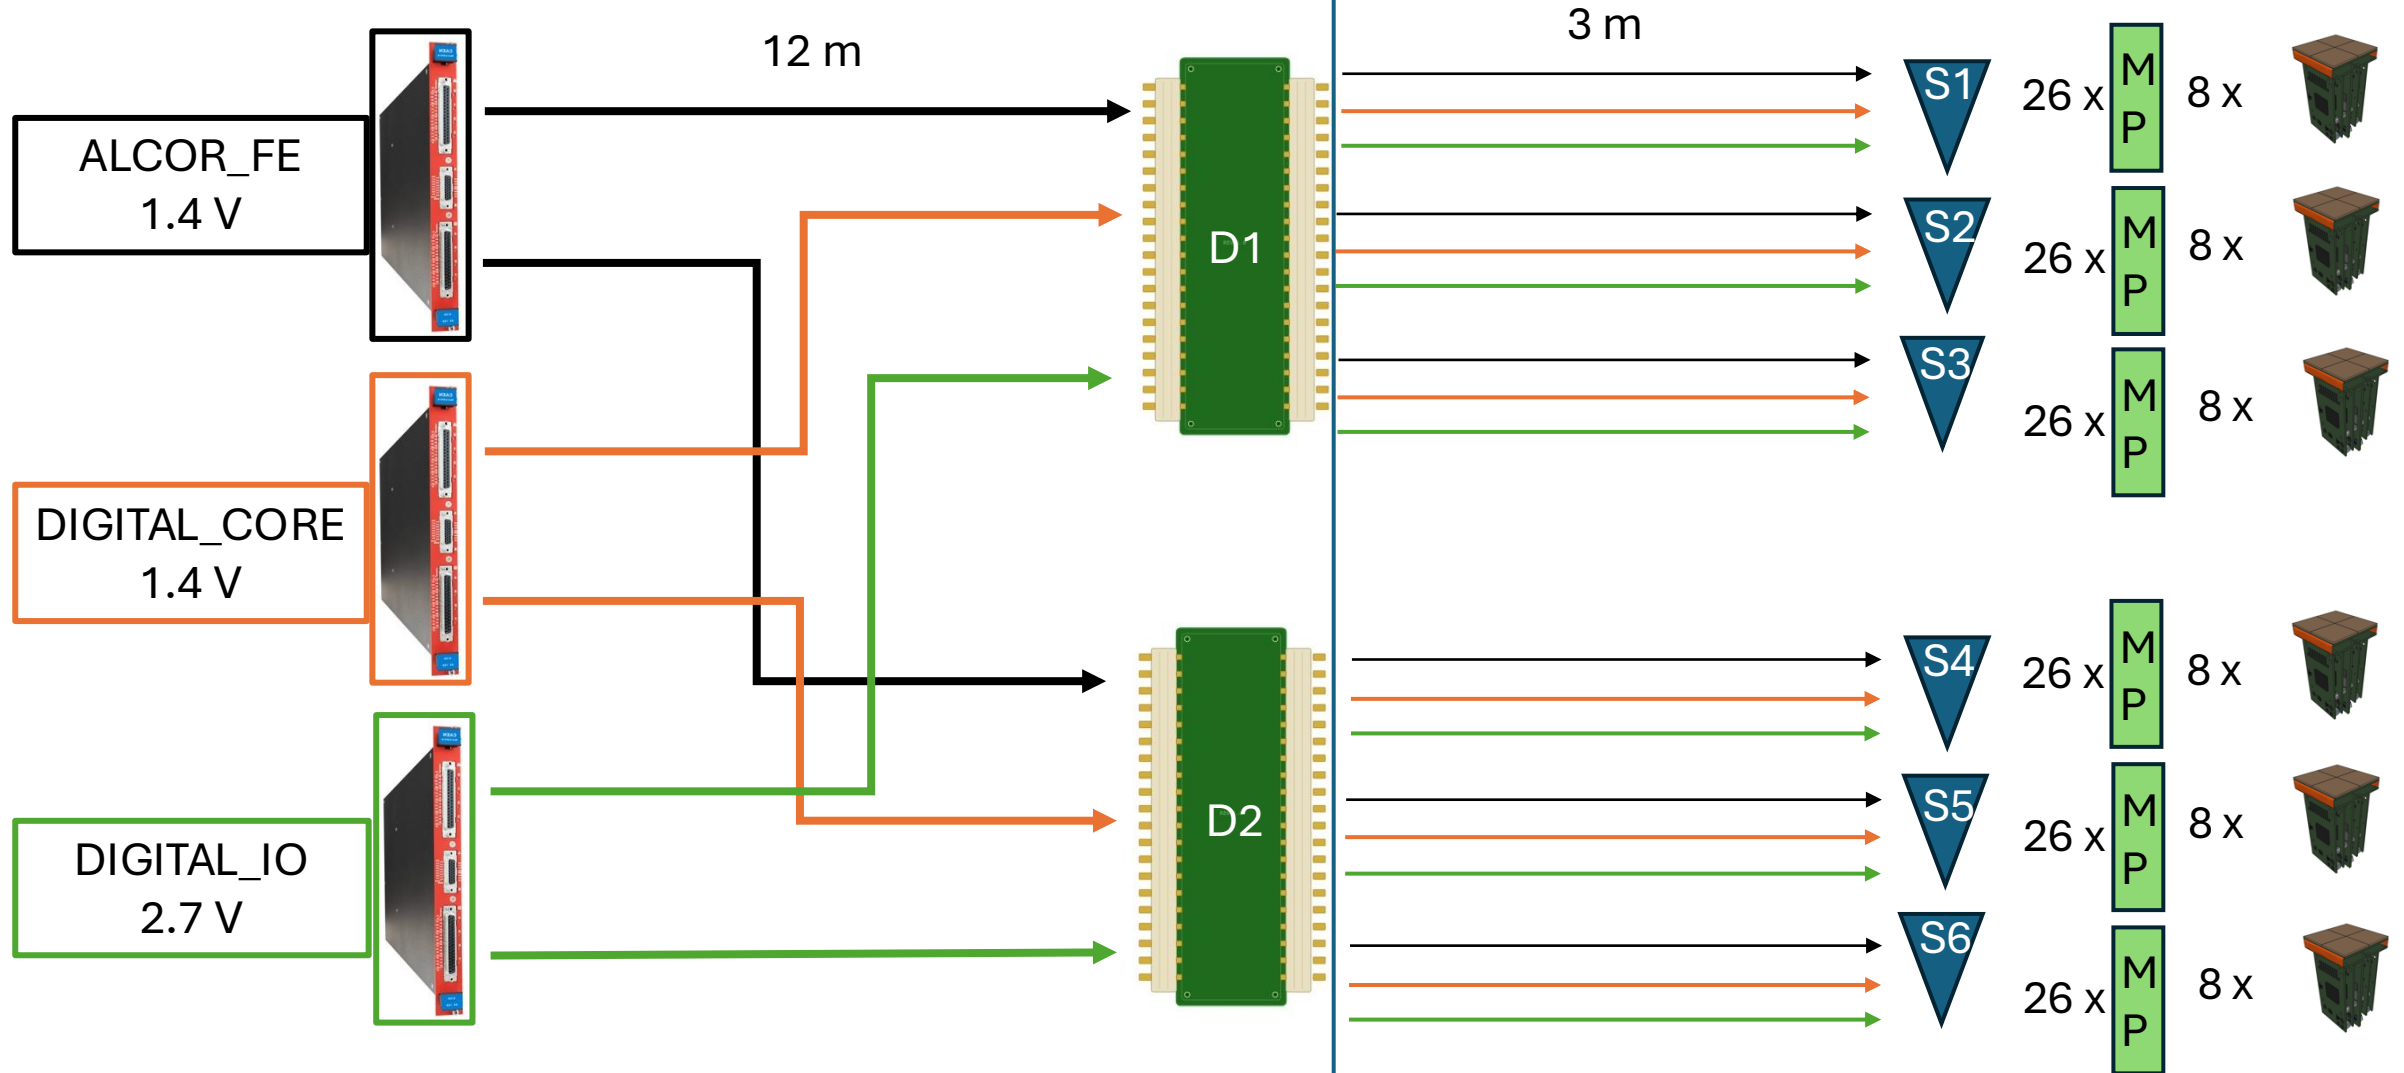 12 m
3 m
ALCOR_FE
1.4 V
DIGITAL_CORE
1.4 V
DIGITAL_IO
2.7 V
D1
D2
S1
26 x
M
P
8 x
S2
26 x
M
P
8 x
S3
26 x
M
P
8 x
S4
26 x
M
P
8 x
S5
26 x
M
P
8 x
S6
26 x
M
P
8 x